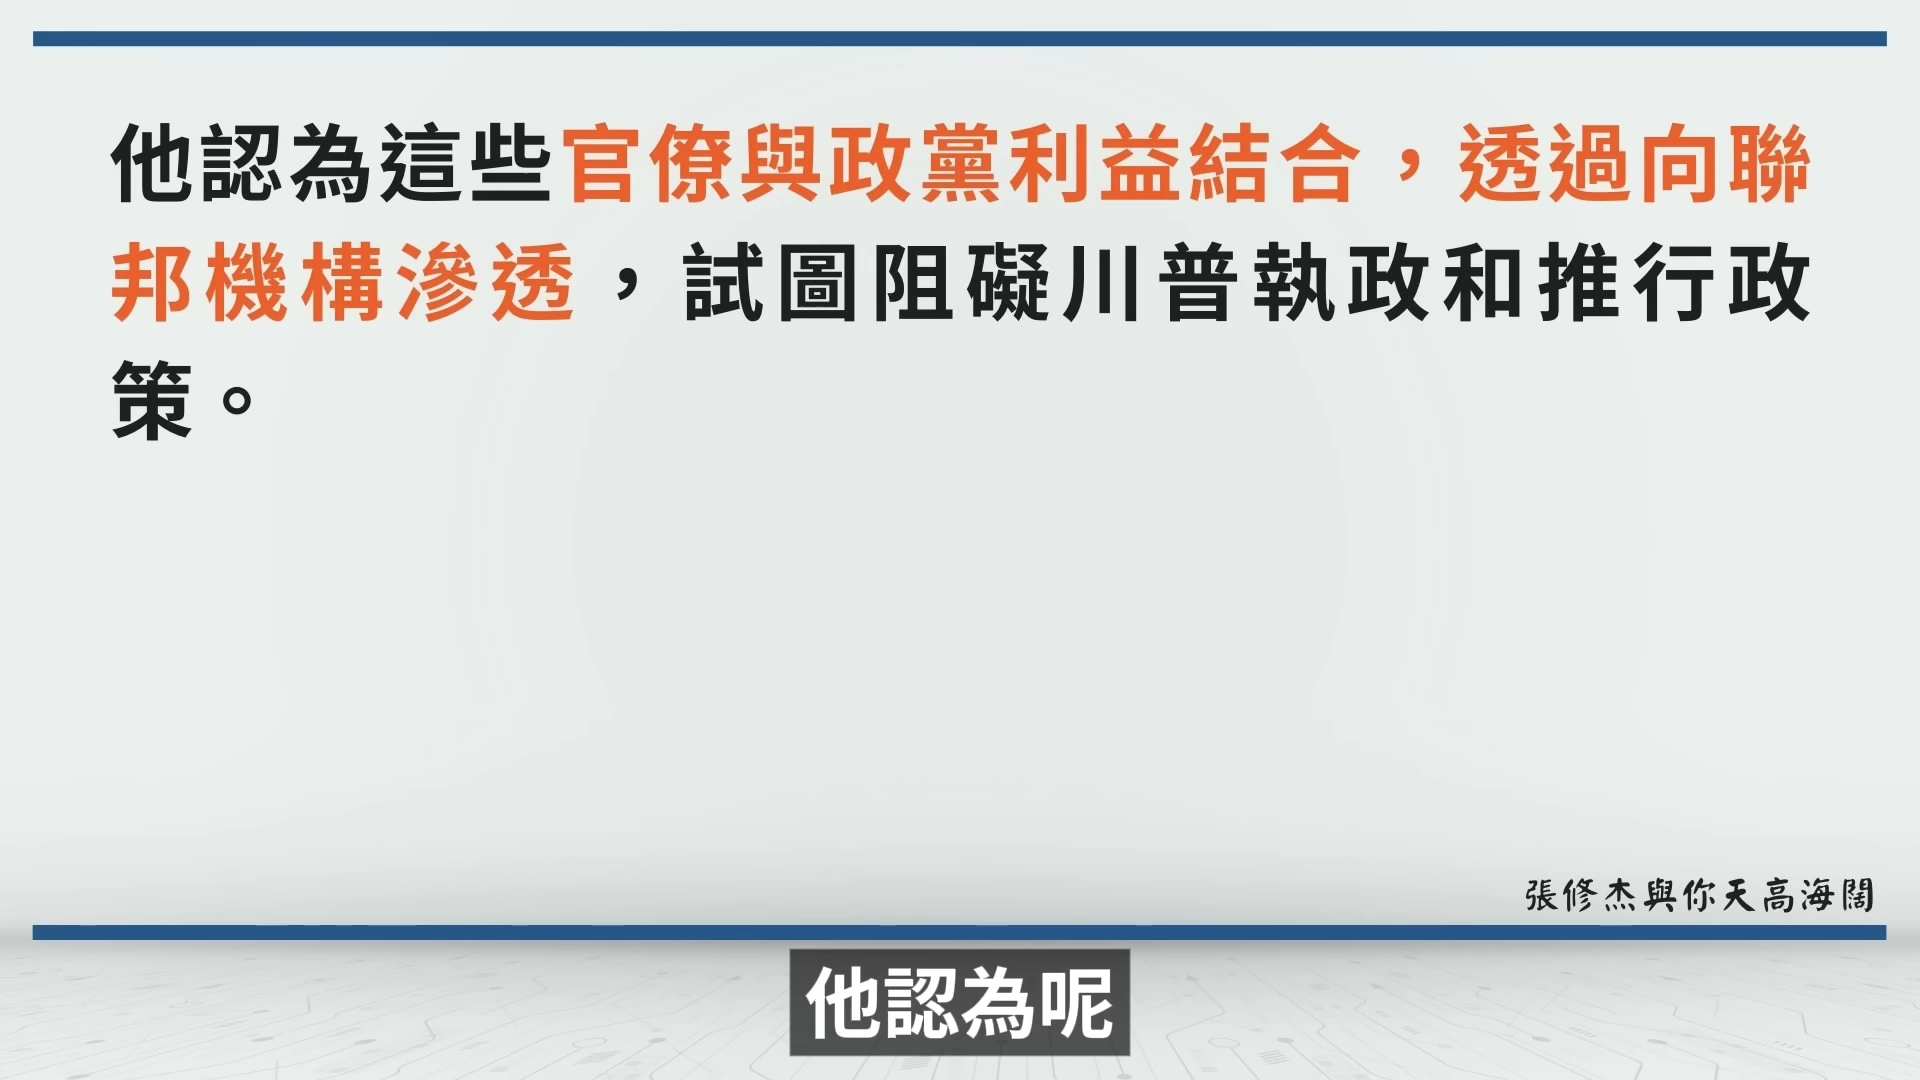 他認為這些官僚與政黨利益結合，透過向聯
邦機構滲透，試圖阻礙川普執政和推行政
策。
張修杰與你天高海闊
他認為呢